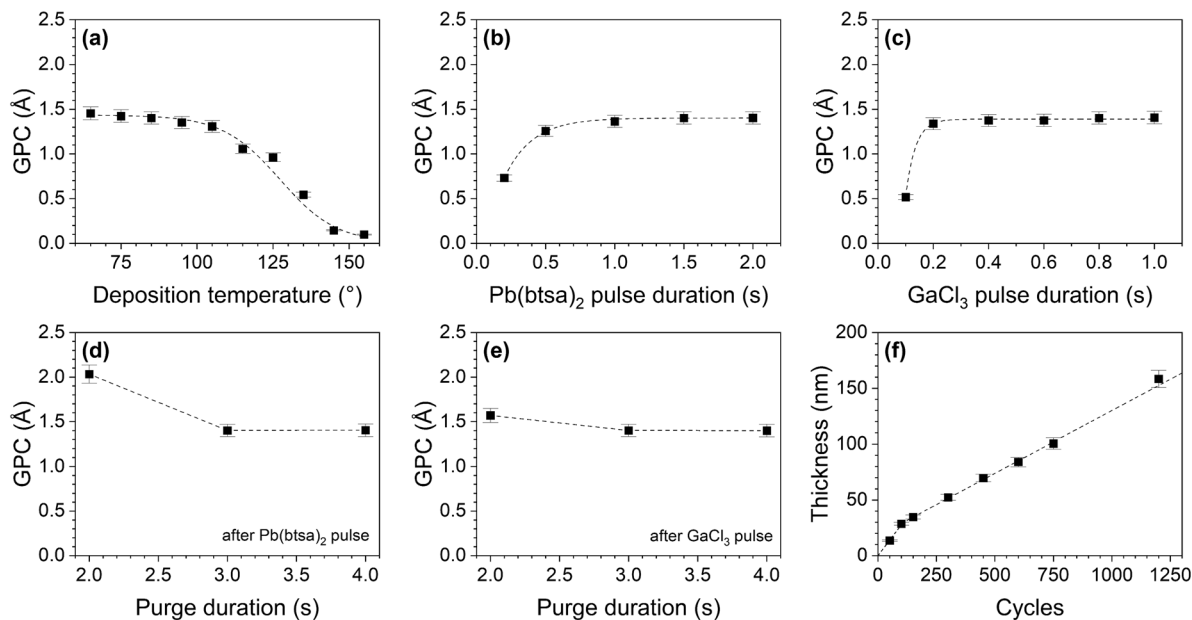 (a)
2.5
2.0
1.5
1.0
0.5
0.0
GPC (Å)
75 100 125 150
Deposition temperature (°)
(b)
2.5
2.0
1.5
1.0
0.5
0.0
GPC (Å)
0.0 0.5 1.0 1.5 2.0
Pb(btsa)₂ pulse duration (s)
(c)
2.5
2.0
1.5
1.0
0.5
0.0
GPC (Å)
0.0 0.2 0.4 0.6 0.8 1.0
GaCl₃ pulse duration (s)
(d)
2.5
2.0
1.5
1.0
0.5
0.0
GPC (Å)
after Pb(btsa)₂ pulse
2.0 2.5 3.0 3.5 4.0
Purge duration (s)
(e)
2.5
2.0
1.5
1.0
0.5
0.0
GPC (Å)
after GaCl₃ pulse
2.0 2.5 3.0 3.5 4.0
Purge duration (s)
(f)
200
150
100
50
0
Thickness (nm)
0 250 500 750 1000 1250
Cycles